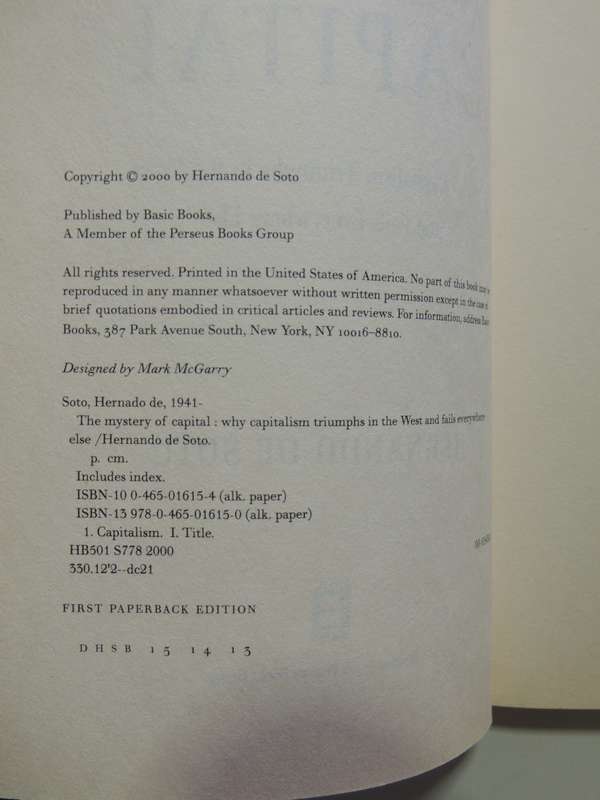 Copyright © 2000 by Hernando de Soto
Published by Basic Books,
A Member of the Perseus Books Group
All rights reserved. Printed in the United States of America. No part of this book may
reproduced in any manner whatsoever without written permission except in the case of
brief quotations embodied in critical articles and reviews. For information, address
Books, 387 Park Avenue South, New York, NY 10016–8810.
Designed by Mark McGarry
Soto, Hernado de, 1941-
The mystery of capital : why capitalism triumphs in the West and fails everywhere
else /Hernando de Soto.
p. cm.
Includes index.
ISBN-10 0-465-01615-4 (alk. paper)
ISBN-13 978-0-465-01615-0 (alk. paper)
1. Capitalism. I. Title.
HB501 S778 2000
330.12'2--dc21
FIRST PAPERBACK EDITION
DHSB 15 14 13